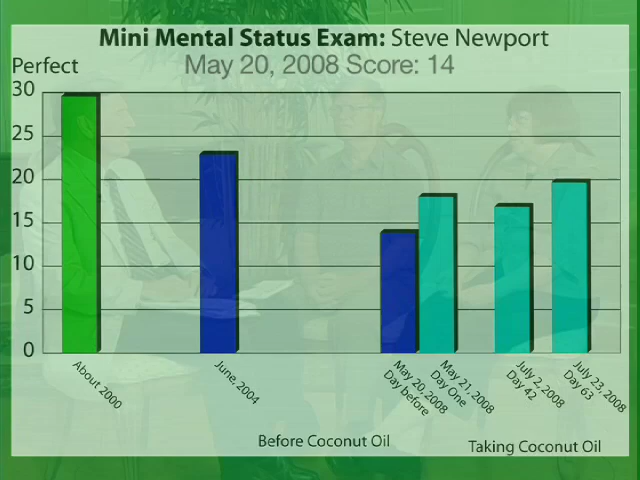 Mini Mental Status Exam: Steve Newport
May 20, 2008 Score: 14
Perfect
30
25
20
15
10
5
0
About 2000
June, 2004
May 20, 2008
Day before
May 21, 2008
Day One
July 2, 2008
Day 42
July 23, 2008
Day 63
Before Coconut Oil
Taking Coconut Oil